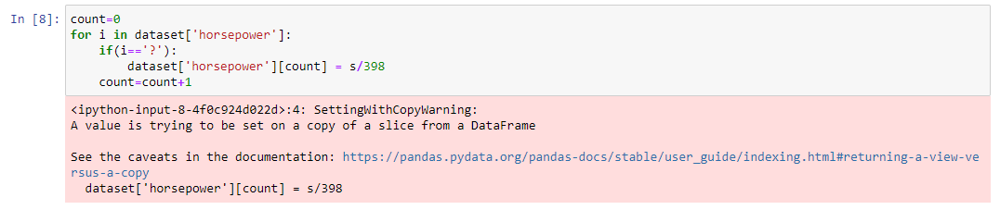 In [8]: count=0
for i in dataset['horsepower']:
    if(i=='?'):
        dataset['horsepower'][count] = s/398
    count=count+1
<ipython-input-8-4f0c924d022d>:4: SettingWithCopyWarning:
A value is trying to be set on a copy of a slice from a DataFrame
See the caveats in the documentation: https://pandas.pydata.org/pandas-docs/stable/user_guide/indexing.html#returning-a-view-ve
rsus-a-copy
  dataset['horsepower'][count] = s/398